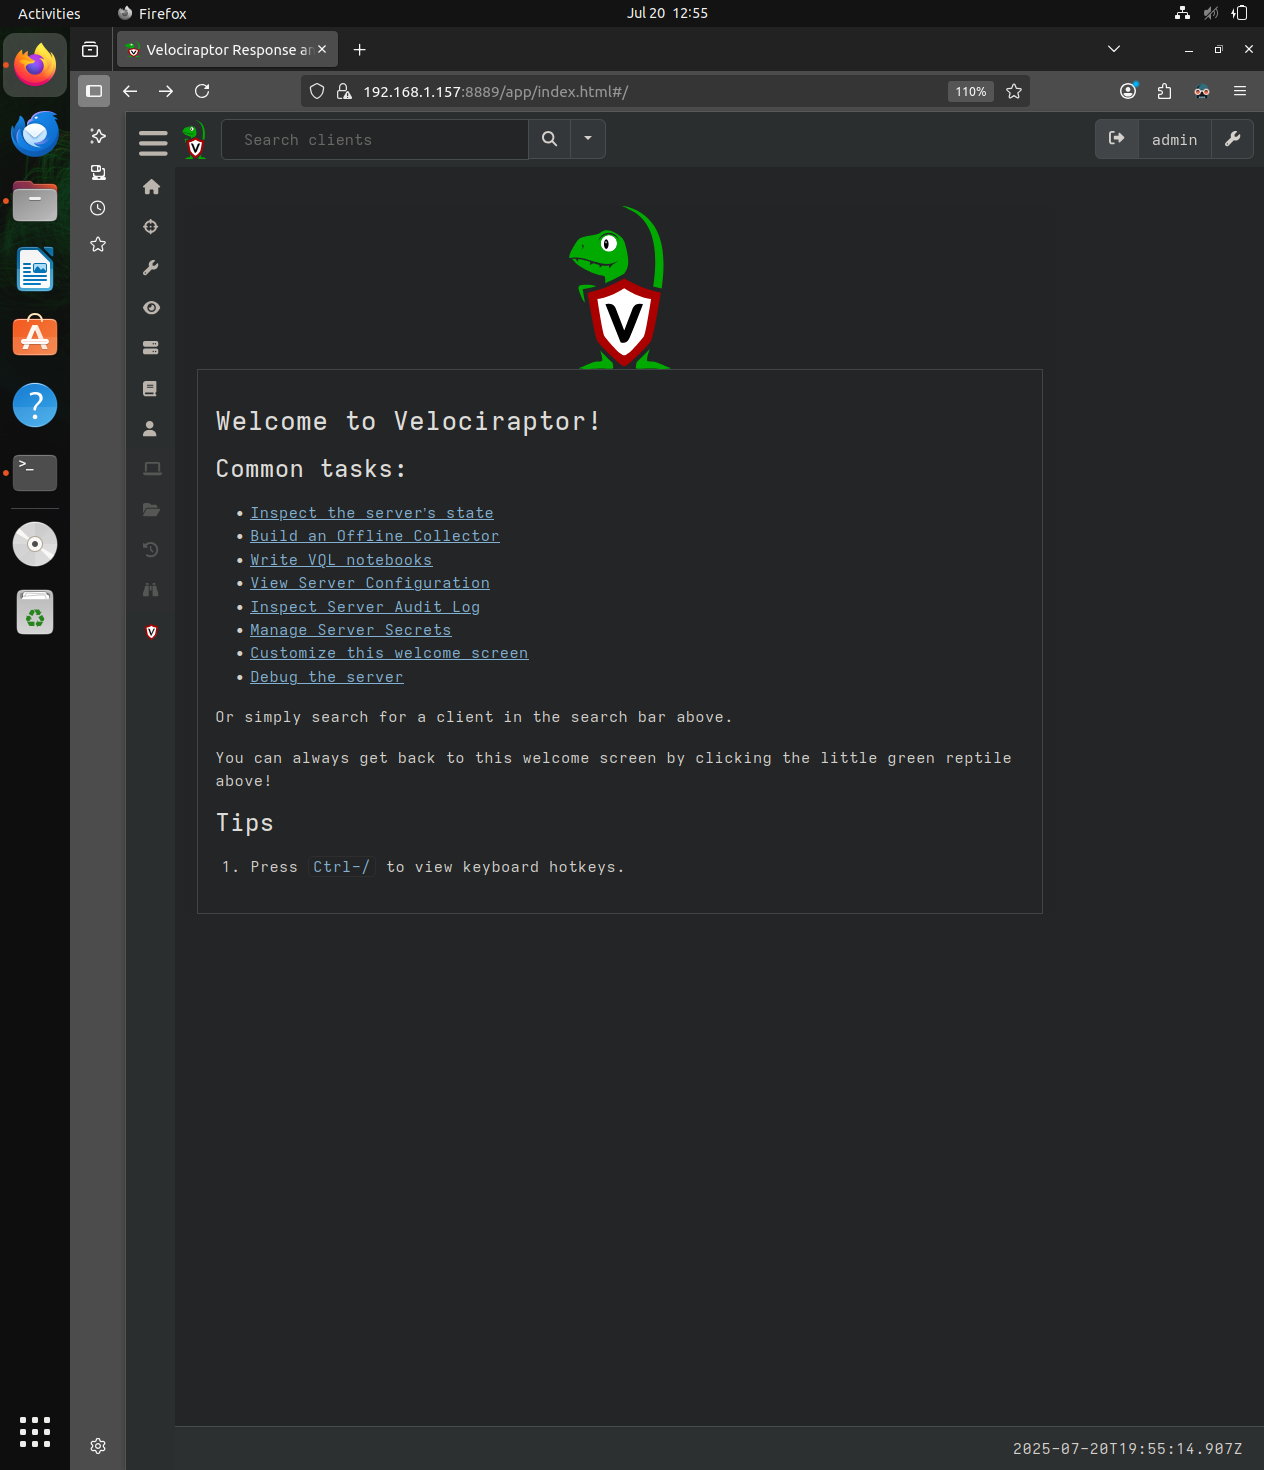 Activities
Firefox
Jul 20 12:55
Velociraptor Response an
192.168.1.157:8889/app/index.html#/
110%
Search clients
admin
V
Welcome to Velociraptor!
Common tasks:
• Inspect the server's state
• Build an Offline Collector
• Write VQL notebooks
• View Server Configuration
• Inspect Server Audit Log
• Manage Server Secrets
• Customize this welcome screen
• Debug the server
Or simply search for a client in the search bar above.
You can always get back to this welcome screen by clicking the little green reptile
above!
Tips
1. Press Ctrl-/ to view keyboard hotkeys.
2025-07-20T19:55:14.907Z